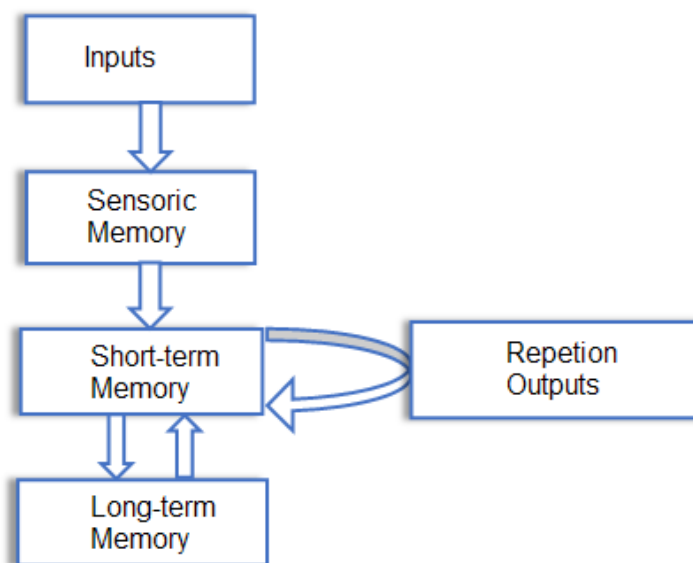 Inputs
Sensoric
Memory
Short-term
Memory
Repetion
Outputs
Long-term
Memory